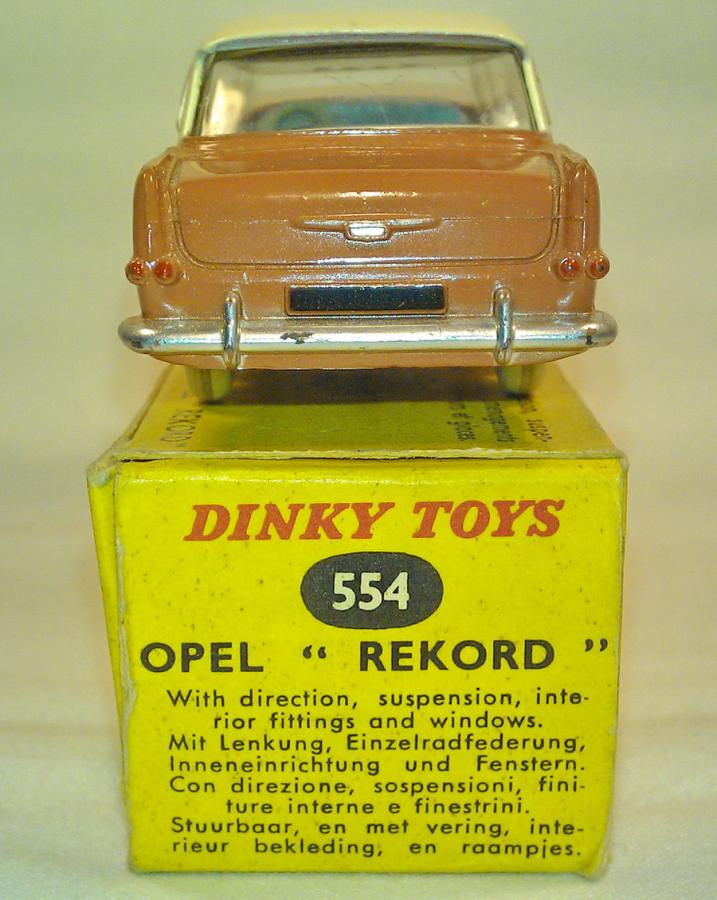 REKORD
DINKY TOYS
554
OPEL “ REKORD ”
With direction, suspension, inte-
rior fittings and windows.
Mit Lenkung, Einzelradfederung,
Inneneinrichtung und Fenstern.
Con direzione, sospensioni, fini-
ture interne e finestrini.
Stuurbaar, en met vering, inte-
rieur bekleding, en raampjes.